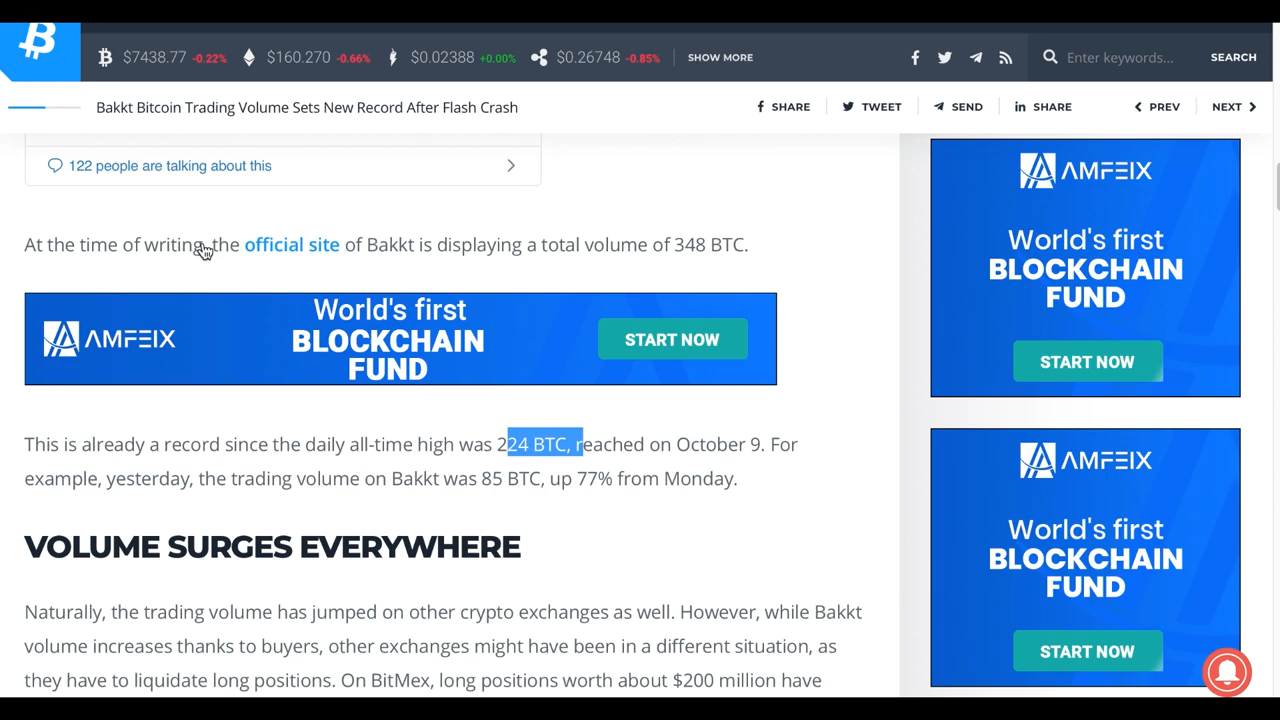 $7438.77 -0.22% $160.270 -0.66% $0.02388 +0.00% $0.26748 -0.85% SHOW MORE Enter keywords... SEARCH
Bakkt Bitcoin Trading Volume Sets New Record After Flash Crash SHARE TWEET SEND SHARE PREV NEXT
122 people are talking about this
At the time of writing, the official site of Bakkt is displaying a total volume of 348 BTC.
AMFEIX
World's first
BLOCKCHAIN
FUND
START NOW
This is already a record since the daily all-time high was 224 BTC, reached on October 9. For
example, yesterday, the trading volume on Bakkt was 85 BTC, up 77% from Monday.
VOLUME SURGES EVERYWHERE
Naturally, the trading volume has jumped on other crypto exchanges as well. However, while Bakkt
volume increases thanks to buyers, other exchanges might have been in a different situation, as
they have to liquidate long positions. On BitMex, long positions worth about $200 million have
AMFEIX
World's first
BLOCKCHAIN
FUND
START NOW
AMFEIX
World's first
BLOCKCHAIN
FUND
START NOW